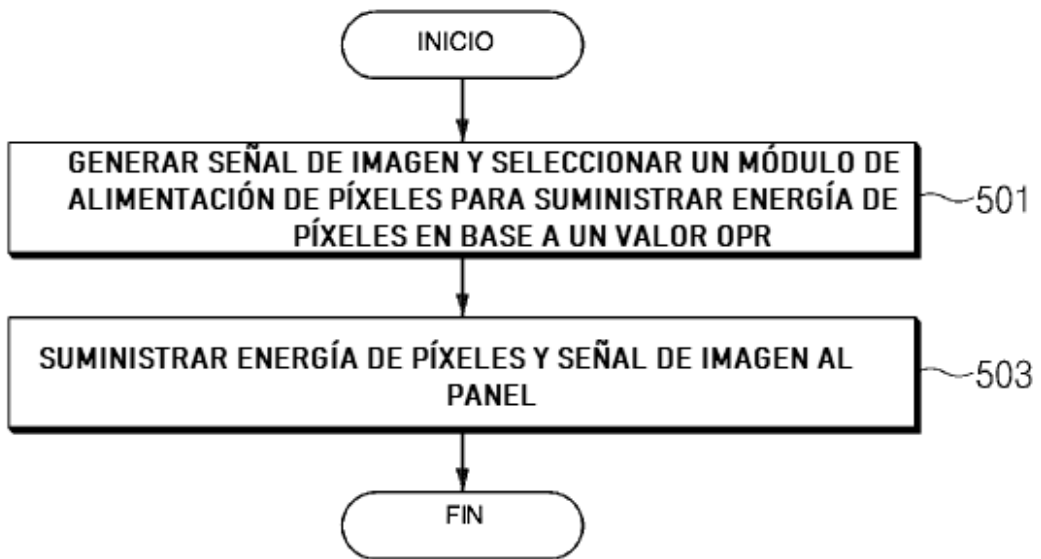 INICIO
GENERAR SEÑAL DE IMAGEN Y SELECCIONAR UN MÓDULO DE
ALIMENTACIÓN DE PÍXELES PARA SUMINISTRAR ENERGÍA DE
PÍXELES EN BASE A UN VALOR OPR
501
SUMINISTRAR ENERGÍA DE PÍXELES Y SEÑAL DE IMAGEN AL
PANEL
503
FIN